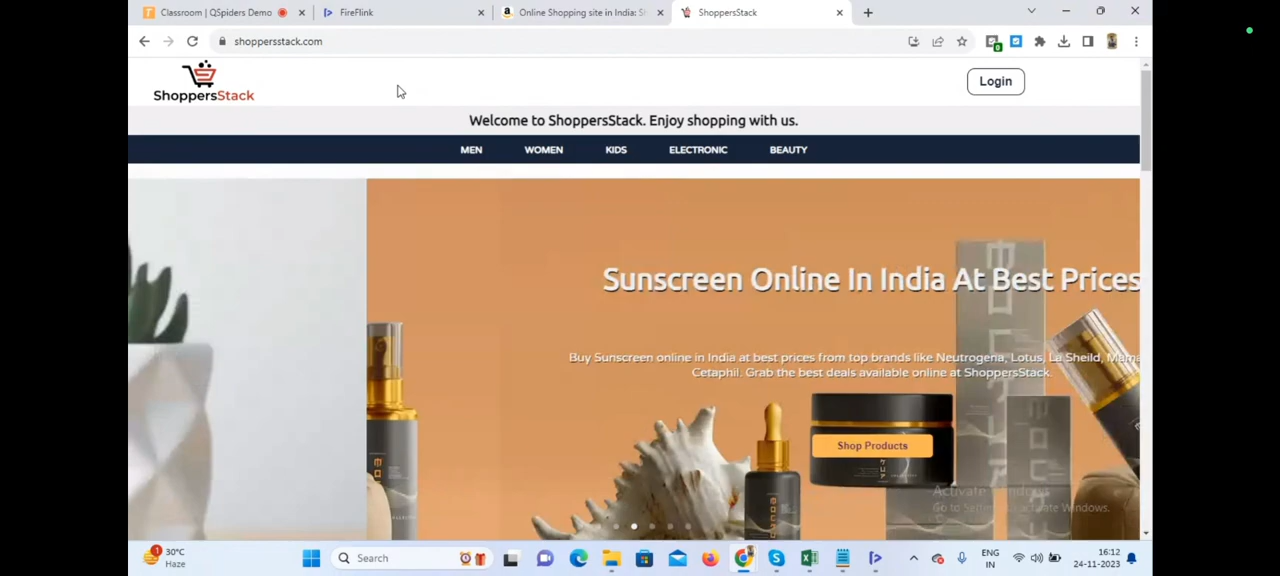 Classroom | QSpiders Demo
FireFlink
Online Shopping site in India: S
ShoppersStack
shoppersstack.com
0
ShoppersStack
Login
Welcome to ShoppersStack. Enjoy shopping with us.
MEN
WOMEN
KIDS
ELECTRONIC
BEAUTY
Sunscreen Online In India At Best Prices
Buy Sunscreen online in India at best prices from top brands like Neutrogena, Lotus, La Sheild, Mama
Cetaphil. Grab the best deals available online at ShoppersStack.
Shop Products
Activate Windows
Go to Settings to activate Windows.
1
30°C
Haze
Search
ENG
IN
16:12
24-11-2023